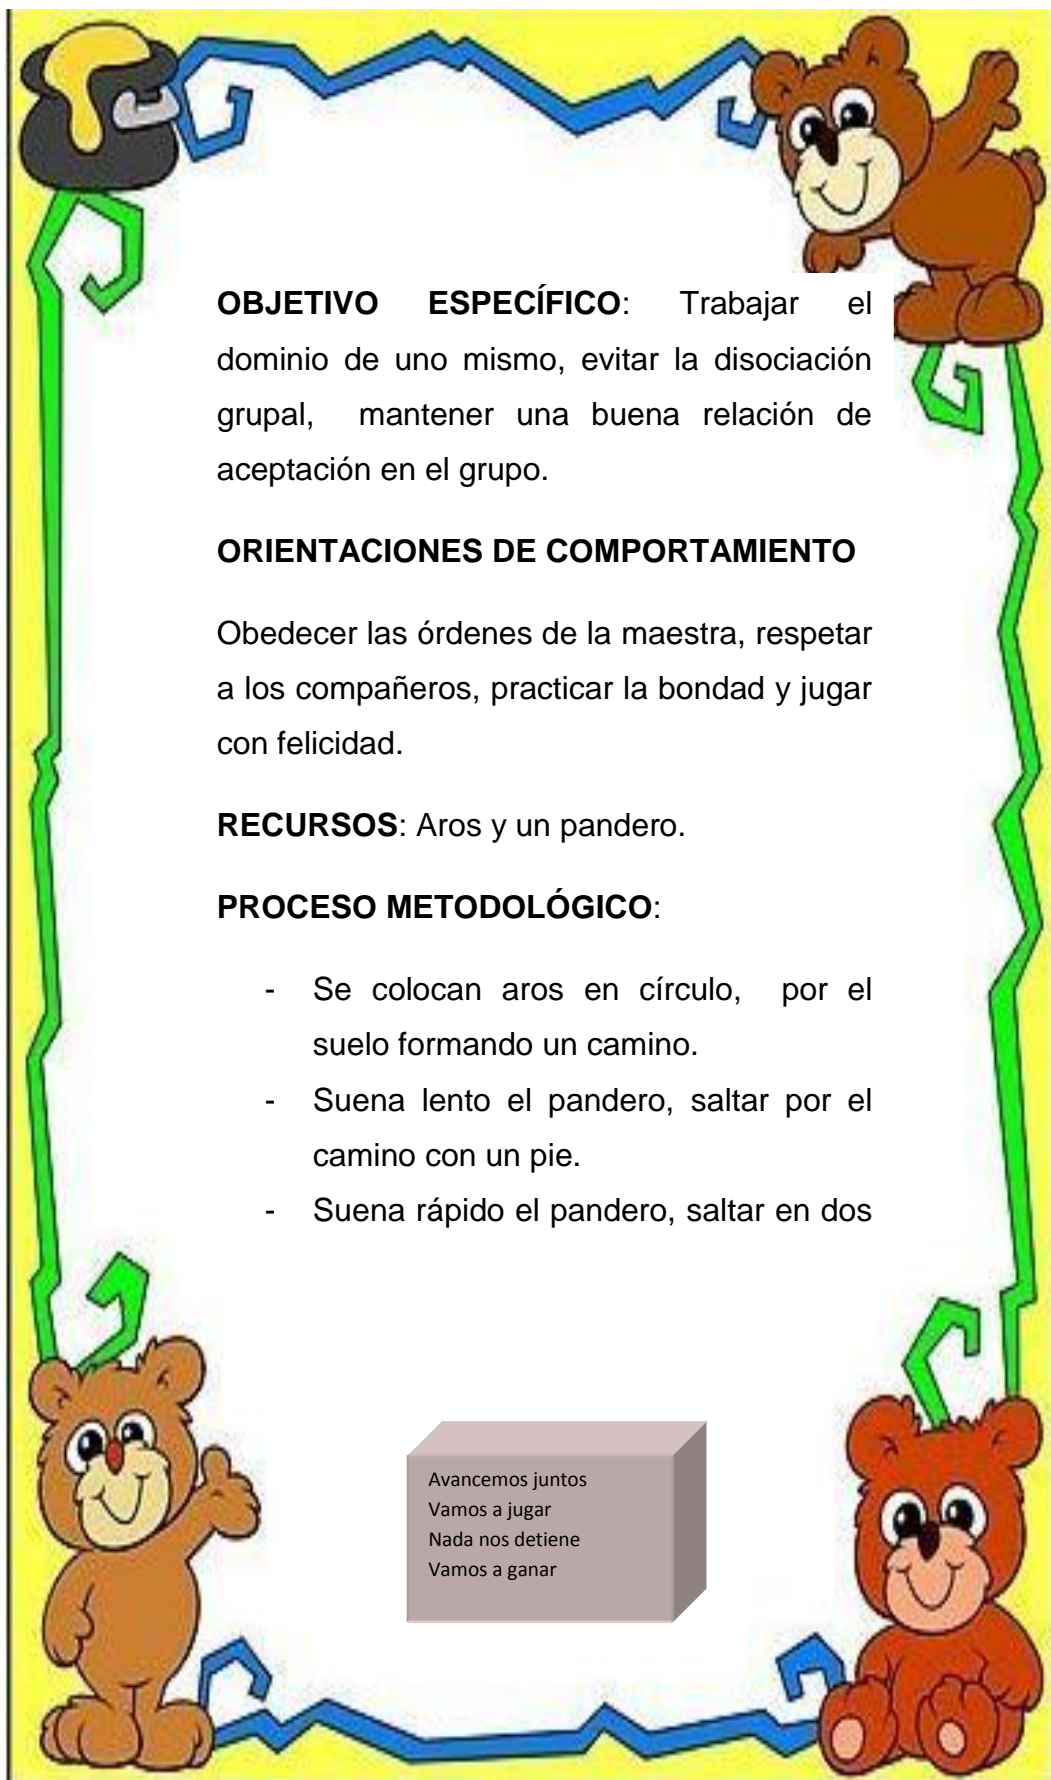 OBJETIVO ESPECÍFICO: Trabajar el
dominio de uno mismo, evitar la disociación
grupal, mantener una buena relación de
aceptación en el grupo.
ORIENTACIONES DE COMPORTAMIENTO
Obedecer las órdenes de la maestra, respetar
a los compañeros, practicar la bondad y jugar
con felicidad.
RECURSOS: Aros y un pandero.
PROCESO METODOLÓGICO:
- Se colocan aros en círculo, por el
suelo formando un camino.
- Suena lento el pandero, saltar por el
camino con un pie.
- Suena rápido el pandero, saltar en dos
Avancemos juntos
Vamos a jugar
Nada nos detiene
Vamos a ganar